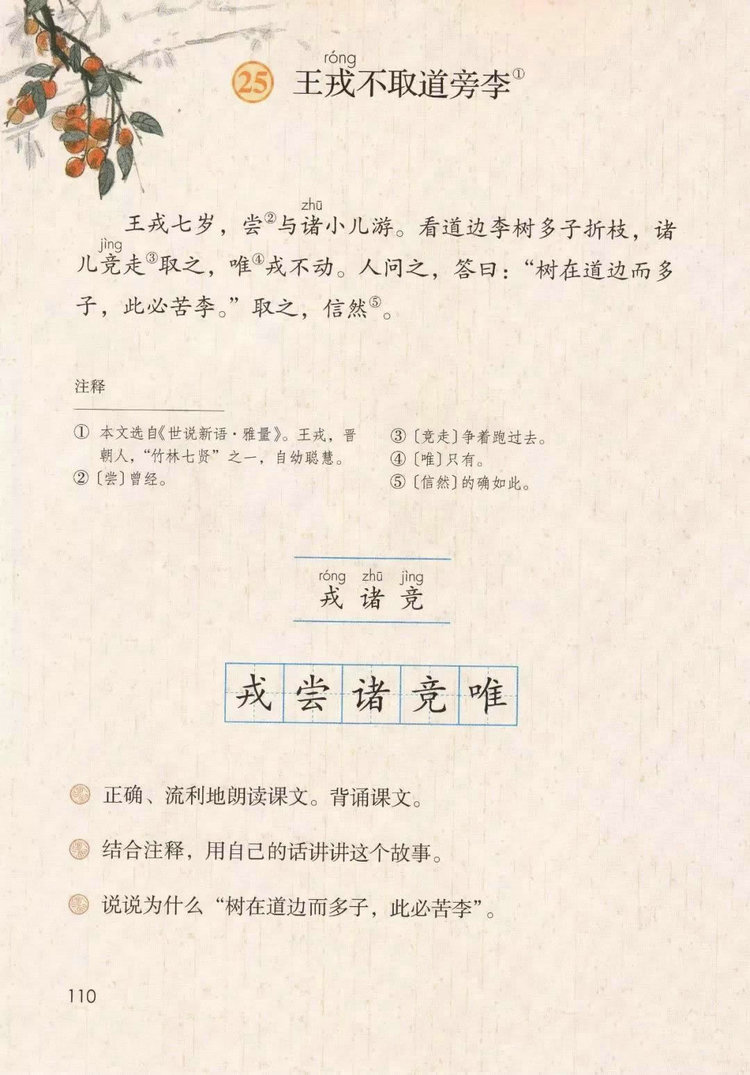 róng
25 王戎不取道旁李①
zhū
王戎七岁，尝②与诸小儿游。看道边李树多子折枝，诸
jìng
儿竞走③取之，唯④戎不动。人问之，答曰：“树在道边而多
子，此必苦李。”取之，信然⑤。
注释
① 本文选自《世说新语·雅量》。王戎，晋
朝人，“竹林七贤”之一，自幼聪慧。
②〔尝〕曾经。
③〔竞走〕争着跑过去。
④〔唯〕只有。
⑤〔信然〕的确如此。
róng zhū jìng
戎 诸 竞
戎 尝 诸 竞 唯
正确、流利地朗读课文。背诵课文。
结合注释，用自己的话讲讲这个故事。
说说为什么“树在道边而多子，此必苦李”。
110